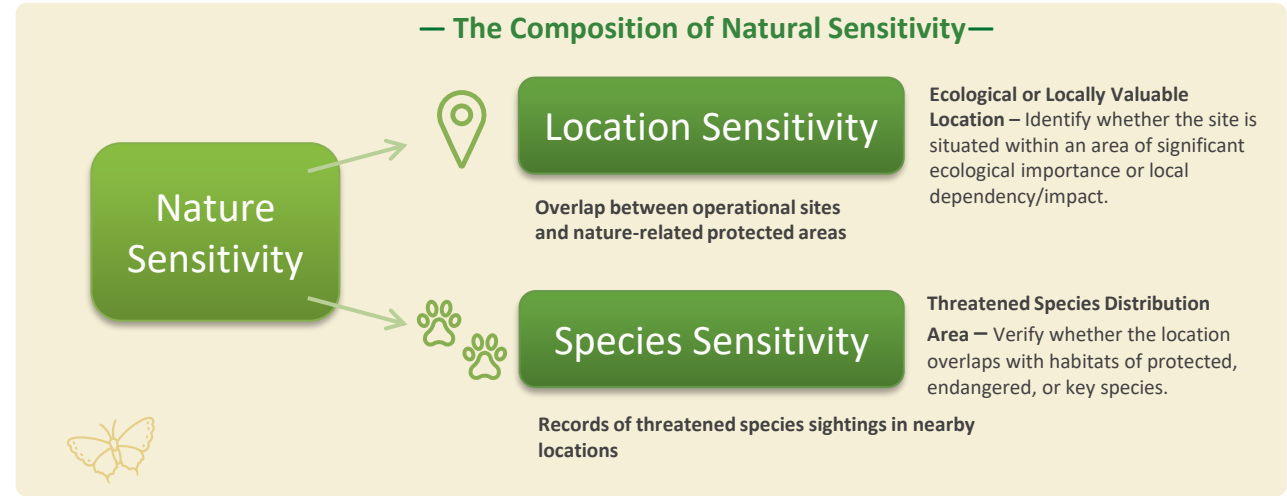 — The Composition of Natural Sensitivity—
Nature
Sensitivity
Location Sensitivity
Overlap between operational sites
and nature-related protected areas
Ecological or Locally Valuable
Location – Identify whether the site is
situated within an area of significant
ecological importance or local
dependency/impact.
Species Sensitivity
Records of threatened species sightings in nearby
locations
Threatened Species Distribution
Area – Verify whether the location
overlaps with habitats of protected,
endangered, or key species.